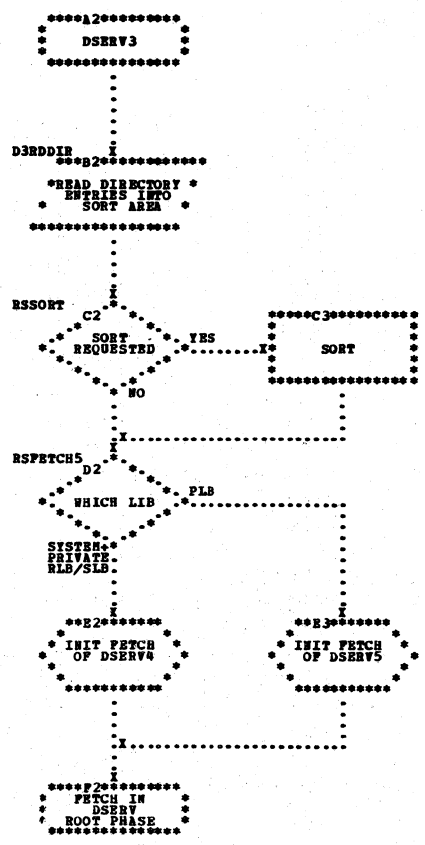 A2
DSERV3
D3RDDIR
B2
READ DIRECTORY
ENTRIES INTO
SORT AREA
RSSORT
C2
SORT
REQUESTED
YES
C3
SORT
NO
RSFETCH5
D2
WHICH LIB
PLB
SYSTEM+
PRIVATE
RLB/SLB
E2
INIT FETCH
OF DSERV4
E3
INIT FETCH
OF DSERV5
F2
FETCH IN
DSERV
ROOT PHASE